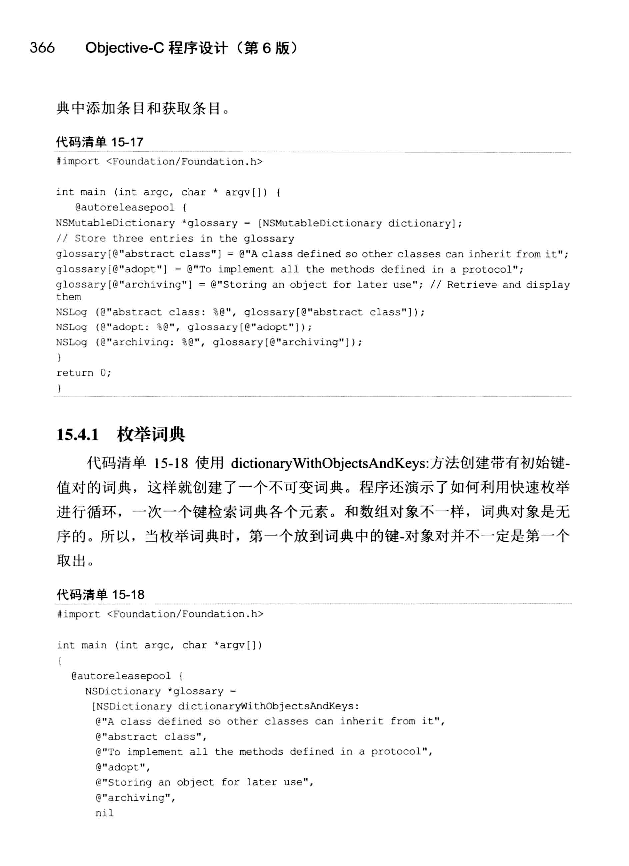 366 Objective-C 程序设计（第 6 版）
典中添加条目和获取条目。
代码清单 15-17
#import <Foundation/Foundation.h>
int main (int argc, char * argv[]) {
@autoreleasepool {
NSMutableDictionary *glossary = [NSMutableDictionary dictionary];
// Store three entries in the glossary
glossary[@"abstract class"] = @"A class defined so other classes can inherit from it";
glossary[@"adopt"] = @"To implement all the methods defined in a protocol";
glossary[@"archiving"] = @"Storing an object for later use"; // Retrieve and display
them
NSLog (@"abstract class: %@", glossary[@"abstract class"]);
NSLog (@"adopt: %@", glossary[@"adopt"]);
NSLog (@"archiving: %@", glossary[@"archiving"]);
}
return 0;
}
15.4.1 枚举词典
代码清单 15-18 使用 dictionaryWithObjectsAndKeys:方法创建带有初始键-
值对的词典，这样就创建了一个不可变词典。程序还演示了如何利用快速枚举
进行循环，一次一个键检索词典各个元素。和数组对象不一样，词典对象是无
序的。所以，当枚举词典时，第一个放到词典中的键-对象对并不一定是第一个
取出。
代码清单 15-18
#import <Foundation/Foundation.h>
int main (int argc, char *argv[])
{
@autoreleasepool {
NSDictionary *glossary =
[NSDictionary dictionaryWithObjectsAndKeys:
@"A class defined so other classes can inherit from it",
@"abstract class",
@"To implement all the methods defined in a protocol",
@"adopt",
@"Storing an object for later use",
@"archiving",
nil